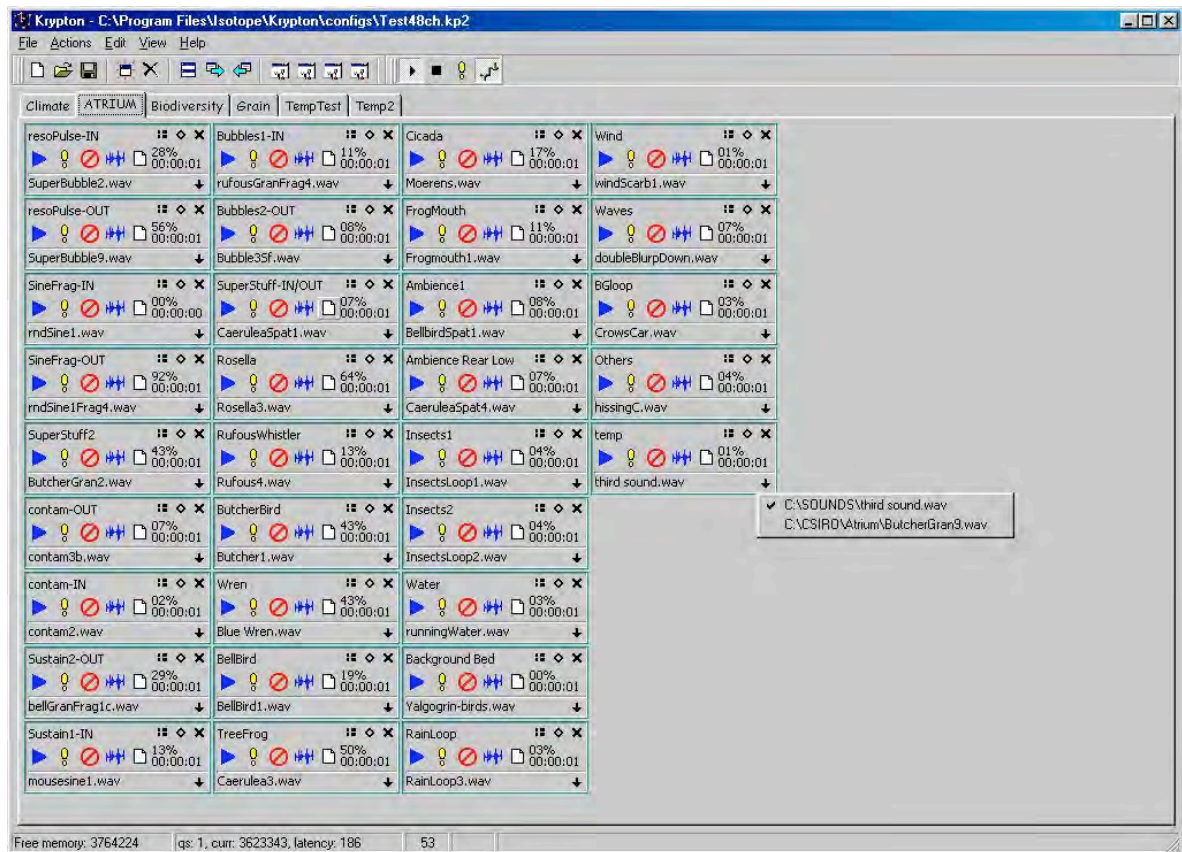 Krypton - C:\Program Files\Isotope\Krypton\configs\Test48ch.kp2
File Actions Edit View Help
Climate ATRIUM Biodiversity Grain TempTest Temp2
resoPulse-IN
28%
00:00:01
SuperBubble2.wav
Bubbles1-IN
11%
00:00:01
rufousGranFrag4.wav
Cicada
17%
00:00:01
Moerens.wav
Wind
01%
00:00:01
windScarb1.wav
resoPulse-OUT
56%
00:00:01
SuperBubble9.wav
Bubbles2-OUT
08%
00:00:01
Bubble3Sf.wav
FrogMouth
11%
00:00:01
Frogmouth1.wav
Waves
07%
00:00:01
doubleBlurpDown.wav
SineFrag-IN
00%
00:00:00
rndSine1.wav
SuperStuff-IN/OUT
07%
00:00:01
CaeruleaSpat1.wav
Ambience1
08%
00:00:01
BellbirdSpat1.wav
BGloop
03%
00:00:01
CrowsCar.wav
SineFrag-OUT
92%
00:00:01
rndSine1Frag4.wav
Rosella
64%
00:00:01
Rosella3.wav
Ambience Rear Low
07%
00:00:01
CaeruleaSpat4.wav
Others
04%
00:00:01
hissingC.wav
SuperStuff2
43%
00:00:01
ButcherGran2.wav
RufousWhistler
13%
00:00:01
Rufous4.wav
Insects1
04%
00:00:01
InsectsLoop1.wav
temp
01%
00:00:01
third sound.wav
C:\SOUNDS\third sound.wav
C:\CSIRO\Atrium\ButcherGran9.wav
contam-OUT
07%
00:00:01
contam3b.wav
ButcherBird
43%
00:00:01
Butcher1.wav
Insects2
04%
00:00:01
InsectsLoop2.wav
contam-IN
02%
00:00:01
contam2.wav
Wren
43%
00:00:01
Blue Wren.wav
Water
03%
00:00:01
runningWater.wav
Sustain2-OUT
29%
00:00:01
bellGranFrag1c.wav
BellBird
19%
00:00:01
BellBird1.wav
Background Bed
00%
00:00:01
Yalgogrin-birds.wav
Sustain1-IN
13%
00:00:01
mousesine1.wav
TreeFrog
50%
00:00:01
Caerulea3.wav
RainLoop
03%
00:00:01
RainLoop3.wav
Free memory: 3764224 qs: 1, curr: 3623343, latency: 186 53